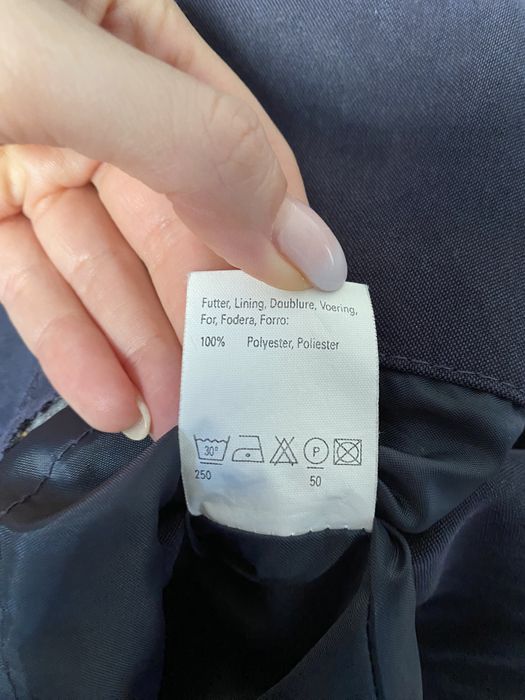 Futter, Lining, Doublure, Voering,
For, Fodera, Forro:
100% Polyester, Poliester
30° P
250 50